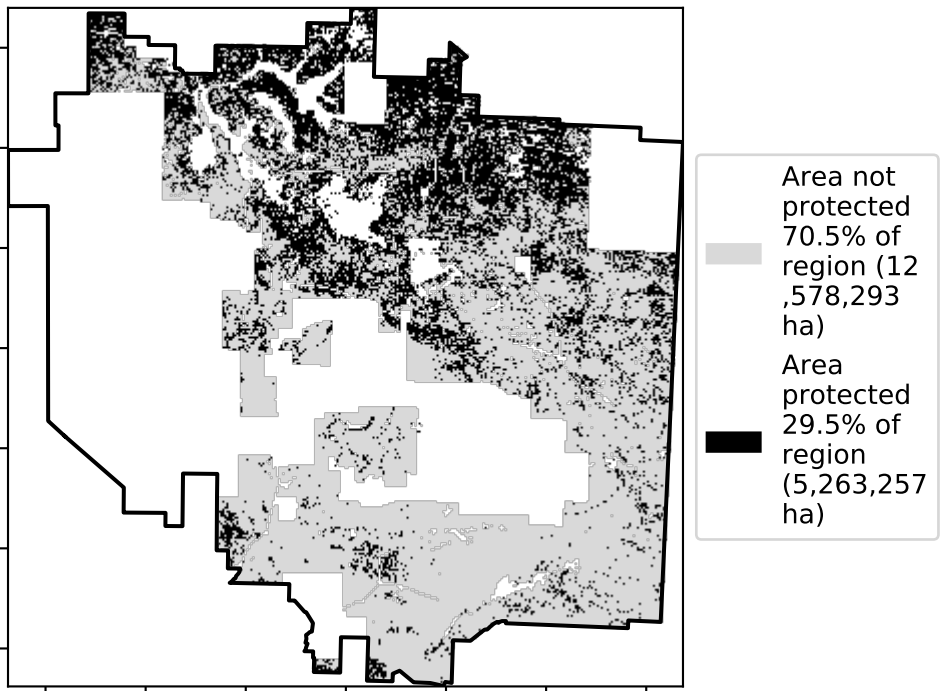 Area not
protected
70.5% of
region (12
,578,293
ha)
Area
protected
29.5% of
region
(5,263,257
ha)